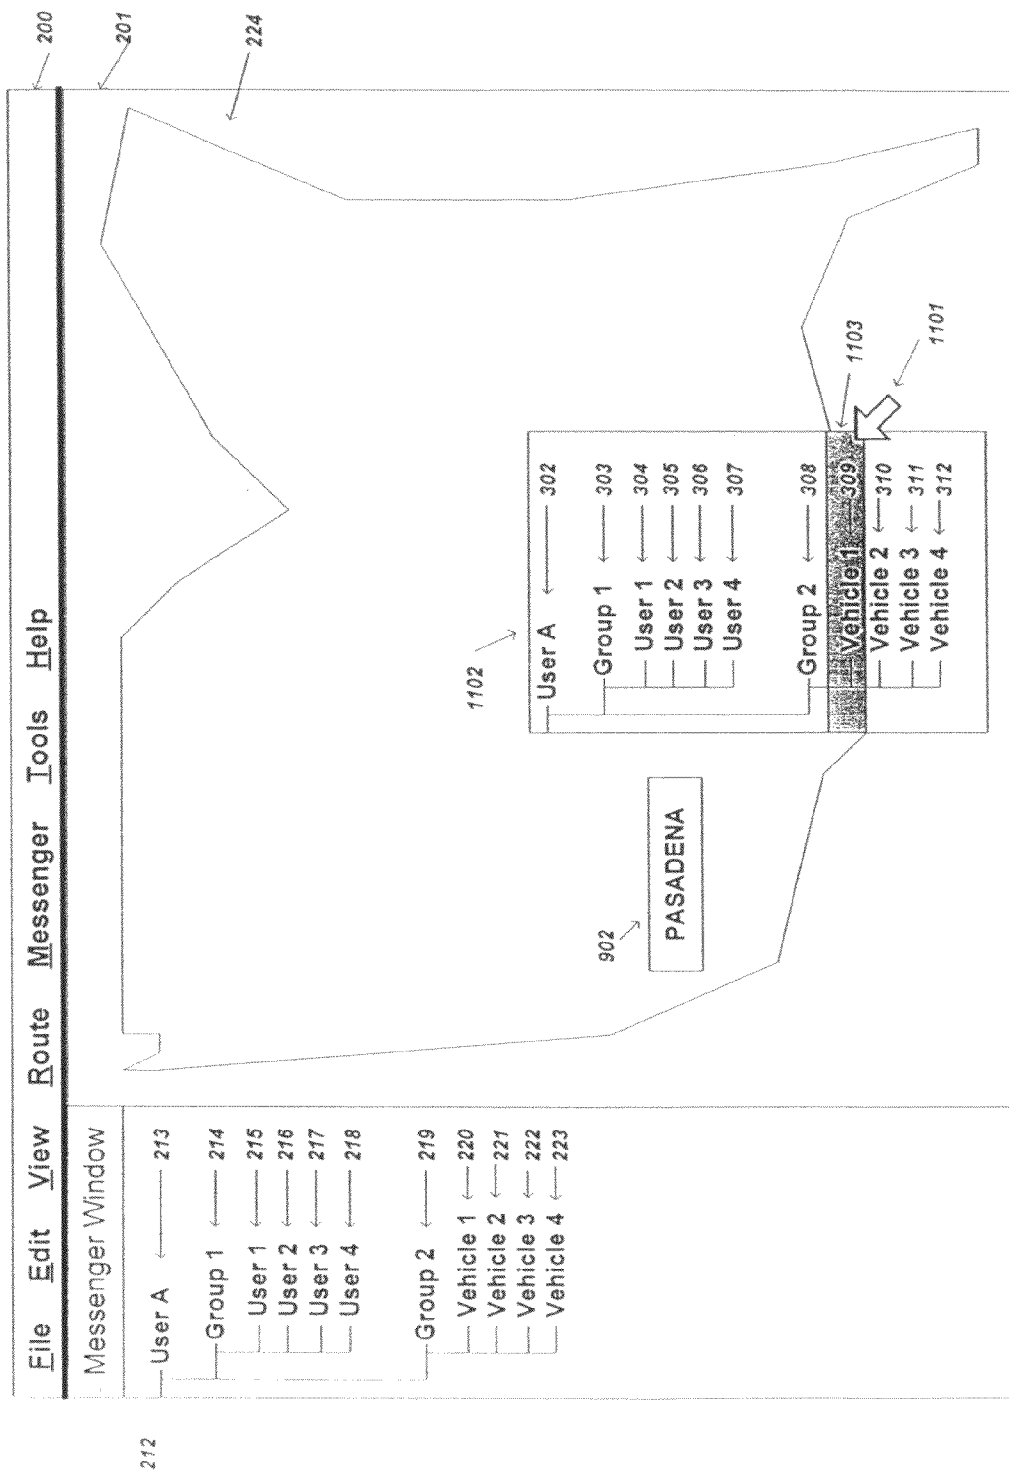 200
201
224
File Edit View Route Messenger Tools Help
Messenger Window
212
User A 213
Group 1 214
User 1 215
User 2 216
User 3 217
User 4 218
Group 2 219
Vehicle 1 220
Vehicle 2 221
Vehicle 3 222
Vehicle 4 223
902
PASADENA
1102
User A 302
Group 1 303
User 1 304
User 2 305
User 3 306
User 4 307
Group 2 308
Vehicle 1 309
Vehicle 2 310
Vehicle 3 311
Vehicle 4 312
1103
1101